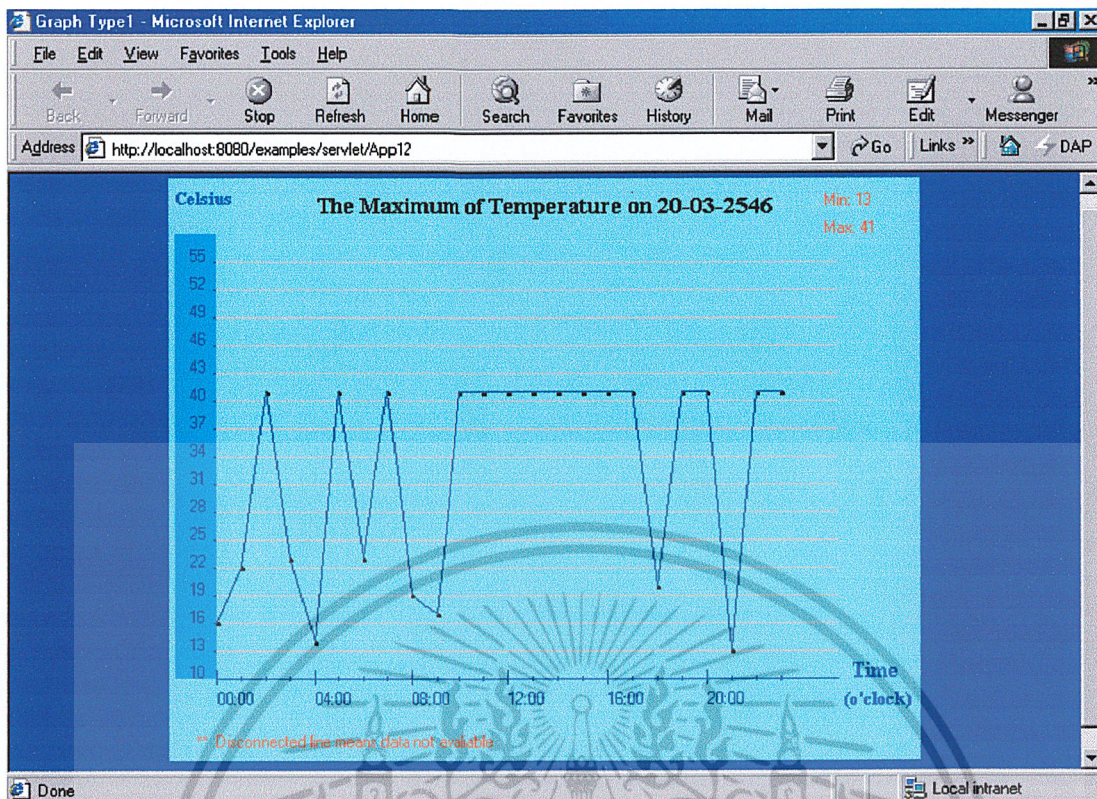 Graph Type1 - Microsoft Internet Explorer
File Edit View Favorites Tools Help
Back Forward Stop Refresh Home Search Favorites History Mail Print Edit Messenger »
Address http://localhost:8080/examples/servlet/App12 Go Links » DAP
Celsius
The Maximum of Temperature on 20-03-2546
Min: 13
Max: 41
55
52
49
46
43
40
37
34
31
28
25
22
19
16
13
10
00:00 04:00 08:00 12:00 16:00 20:00
Time
(o'clock)
** Disconnected line means data not available
Done Local intranet